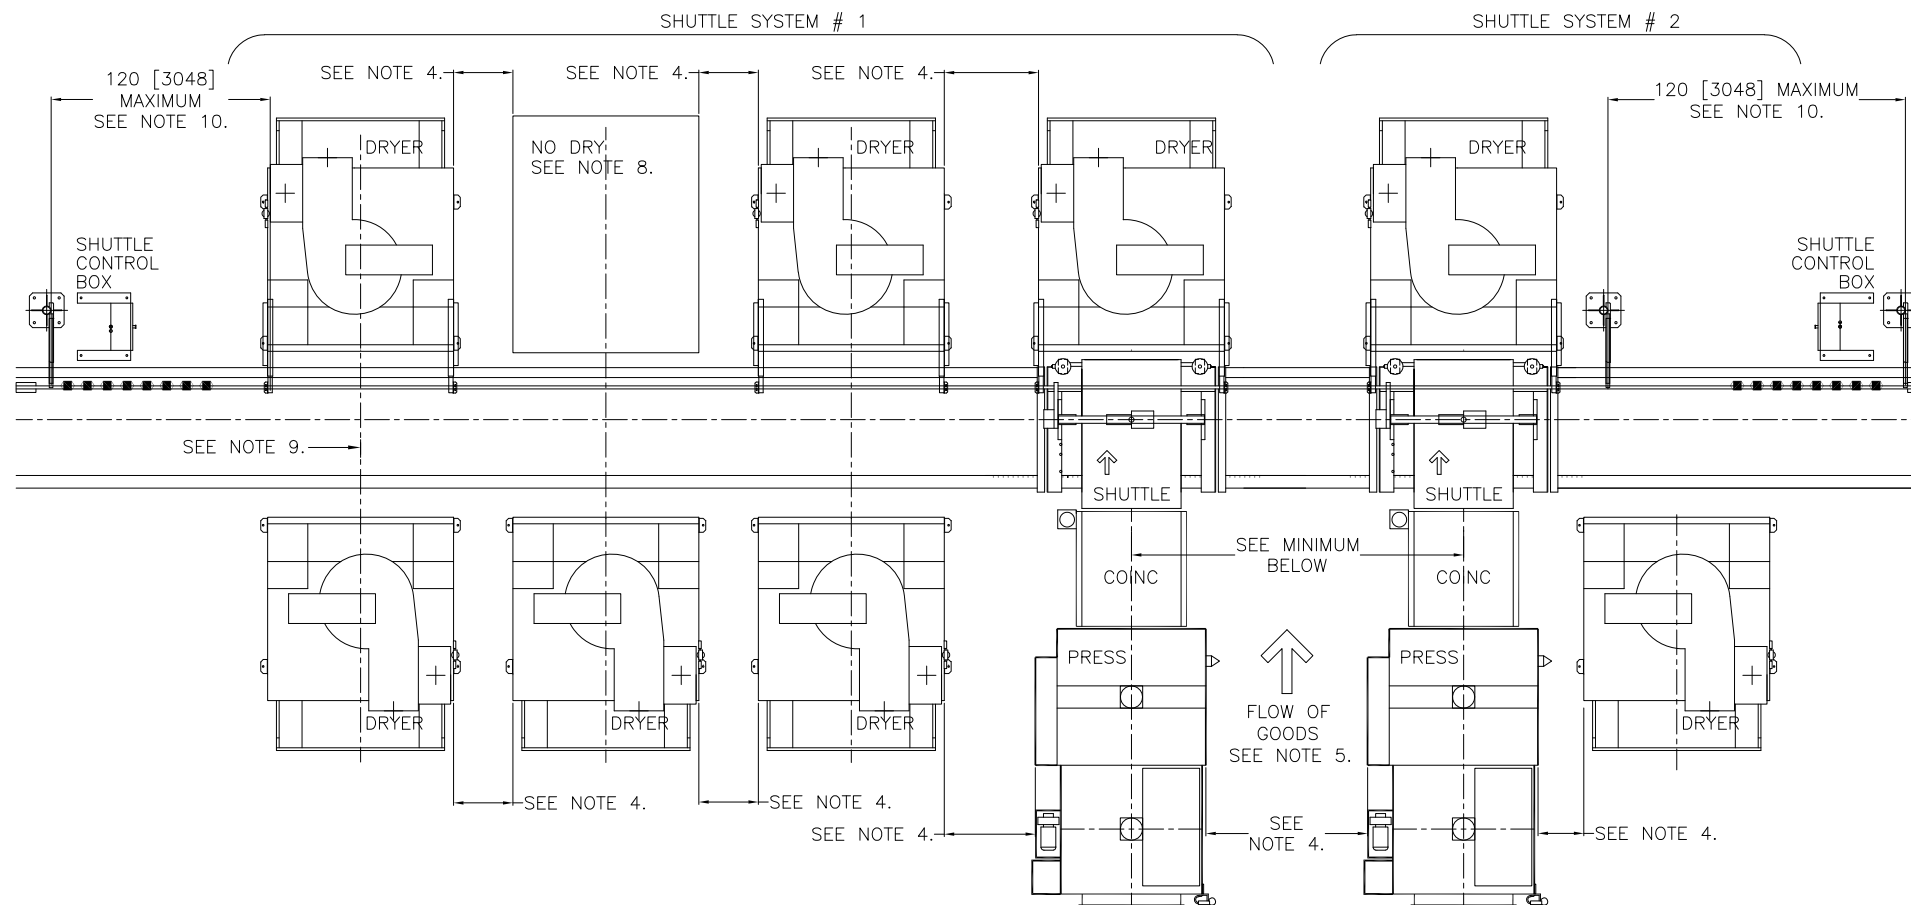 SHUTTLE SYSTEM # 1
SHUTTLE SYSTEM # 2
120 [3048]
MAXIMUM
SEE NOTE 10.
SEE NOTE 4.
SEE NOTE 4.
SEE NOTE 4.
120 [3048] MAXIMUM
SEE NOTE 10.
DRYER
NO DRY
SEE NOTE 8.
DRYER
DRYER
DRYER
SHUTTLE
CONTROL
BOX
SHUTTLE
CONTROL
BOX
SEE NOTE 9.
SHUTTLE
SHUTTLE
SEE MINIMUM
BELOW
COINC
COINC
PRESS
PRESS
FLOW OF
GOODS
SEE NOTE 5.
DRYER
DRYER
DRYER
DRYER
SEE NOTE 4.
SEE NOTE 4.
SEE NOTE 4.
SEE
NOTE 4.
SEE NOTE 4.